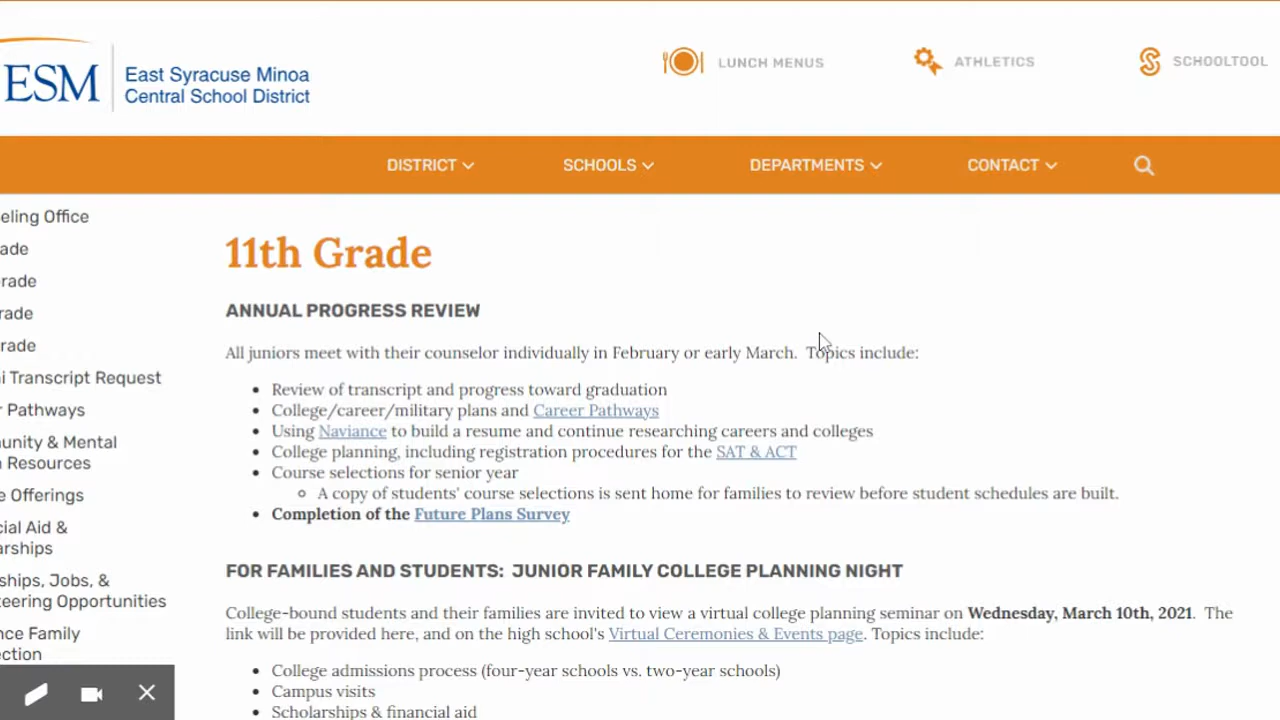 ESM
East Syracuse Minoa
Central School District
LUNCH MENUS
ATHLETICS
SCHOOLTOOL
DISTRICT
SCHOOLS
DEPARTMENTS
CONTACT
eling Office
ade
rade
rade
rade
i Transcript Request
r Pathways
unity & Mental
Resources
e Offerings
cial Aid &
arships
ships, Jobs, &
teering Opportunities
nce Family
ection
11th Grade
ANNUAL PROGRESS REVIEW
All juniors meet with their counselor individually in February or early March. Topics include:
• Review of transcript and progress toward graduation
• College/career/military plans and Career Pathways
• Using Naviance to build a resume and continue researching careers and colleges
• College planning, including registration procedures for the SAT & ACT
• Course selections for senior year
◦ A copy of students' course selections is sent home for families to review before student schedules are built.
• Completion of the Future Plans Survey
FOR FAMILIES AND STUDENTS: JUNIOR FAMILY COLLEGE PLANNING NIGHT
College-bound students and their families are invited to view a virtual college planning seminar on Wednesday, March 10th, 2021. The
link will be provided here, and on the high school's Virtual Ceremonies & Events page. Topics include:
• College admissions process (four-year schools vs. two-year schools)
• Campus visits
• Scholarships & financial aid